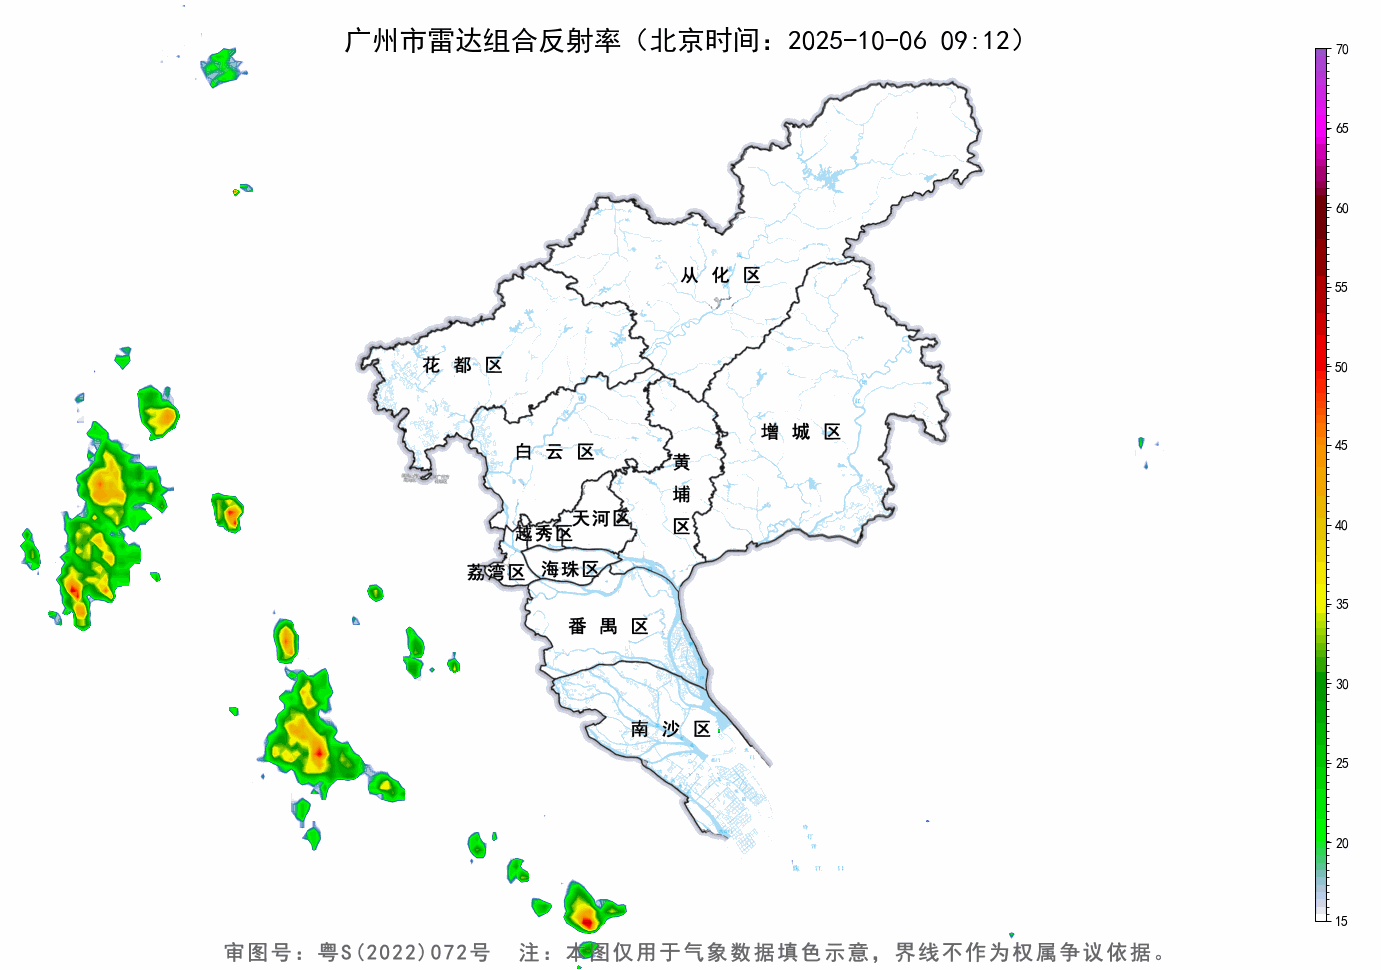 广州市雷达组合反射率（北京时间：2025-10-06 09:12）
70
65
60
55
50
45
40
35
30
25
20
15
从化区
花都区
增城区
白云区
黄埔区
天河区
越秀区
海珠区
荔湾区
番禺区
南沙区
审图号：粤S(2022)072号 注：本图仅用于气象数据填色示意，界线不作为权属争议依据。